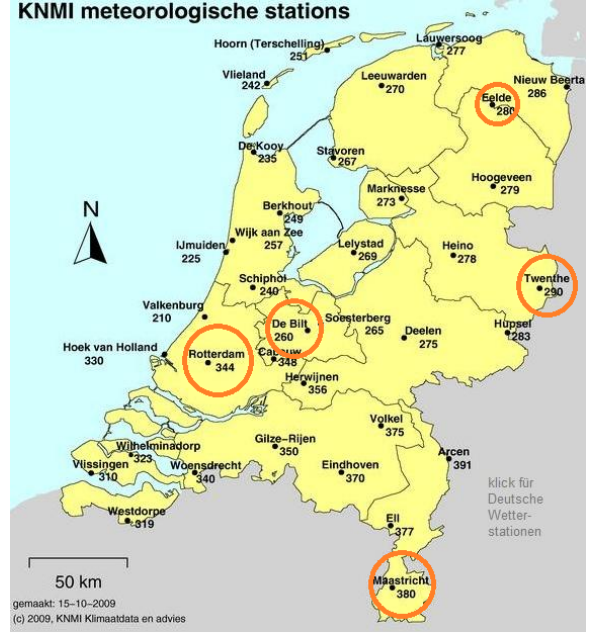 KNMI meteorologische stations
Lauwersoog
277
Hoorn (Terschelling)
251
Vlieland
242
Leeuwarden
270
Nieuw Beerta
286
Eelde
280
De Kooy
235
Stavoren
267
Hoogeveen
279
Marknesse
273
N
Berkhout
249
Wijk aan Zee
257
IJmuiden
225
Lelystad
269
Heino
278
Schiphol
240
Twenthe
290
Valkenburg
210
De Bilt
260
Soesterberg
265
Deelen
275
Hupsel
283
Hoek van Holland
330
Rotterdam
344
Cabauw
348
Herwijnen
356
Volkel
375
Wilhelminadorp
323
Gilze-Rijen
350
Arcen
391
Vlissingen
310
Woensdrecht
340
Eindhoven
370
klick für
Deutsche
Wetter-
stationen
Westdorpe
319
Ell
377
Maastricht
380
50 km
gemaakt: 15-10-2009
(c) 2009, KNMI Klimaatdata en advies